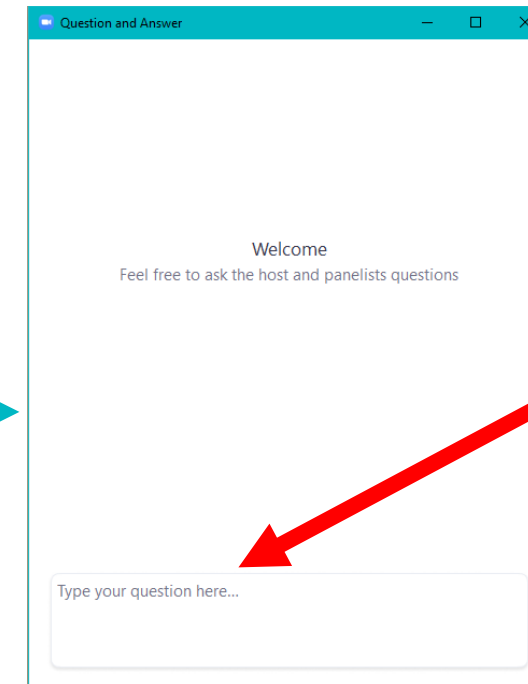 Question and Answer
Welcome
Feel free to ask the host and panelists questions
Type your question here...